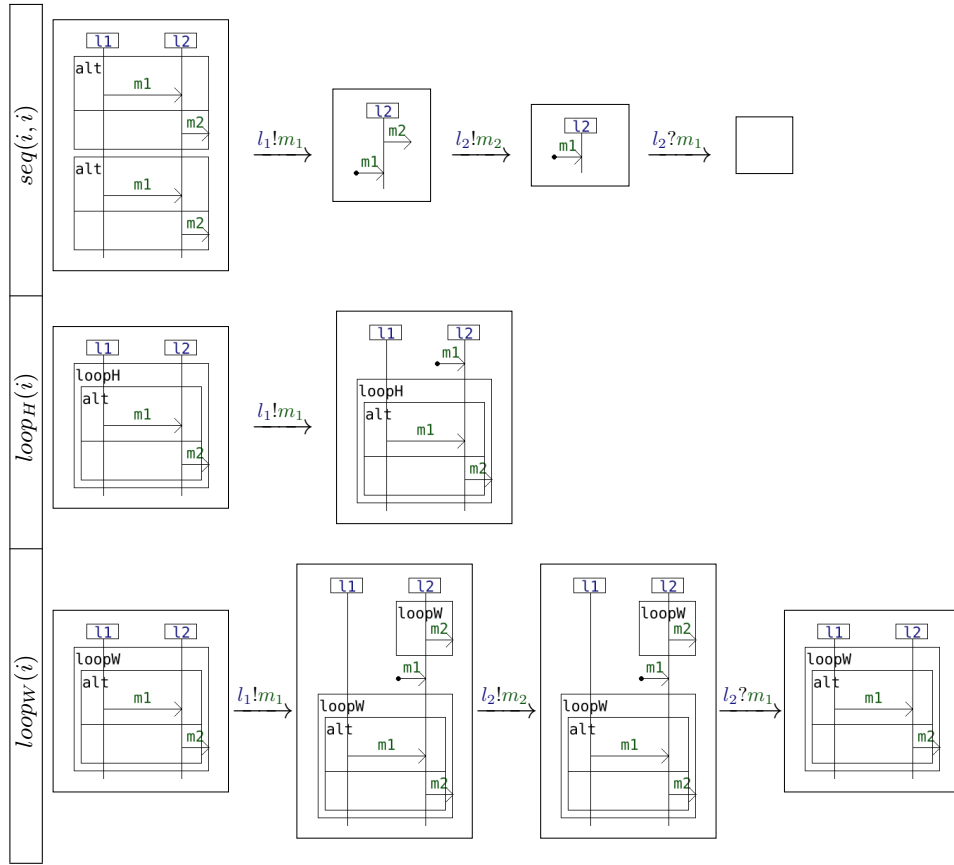 seq(i, i)
l1 l2
alt
m1
m2
alt
m1
m2
l₁!m₁
l2
m2
m1
l₂!m₂
l2
m1
l₂?m₁
loop_H(i)
l1 l2
loopH
alt
m1
m2
l₁!m₁
l1 l2
m1
loopH
alt
m1
m2
loop_W(i)
l1 l2
loopW
alt
m1
m2
l₁!m₁
l1 l2
loopW
m2
m1
loopW
alt
m1
m2
l₂!m₂
l1 l2
loopW
m2
m1
loopW
alt
m1
m2
l₂?m₁
l1 l2
loopW
alt
m1
m2